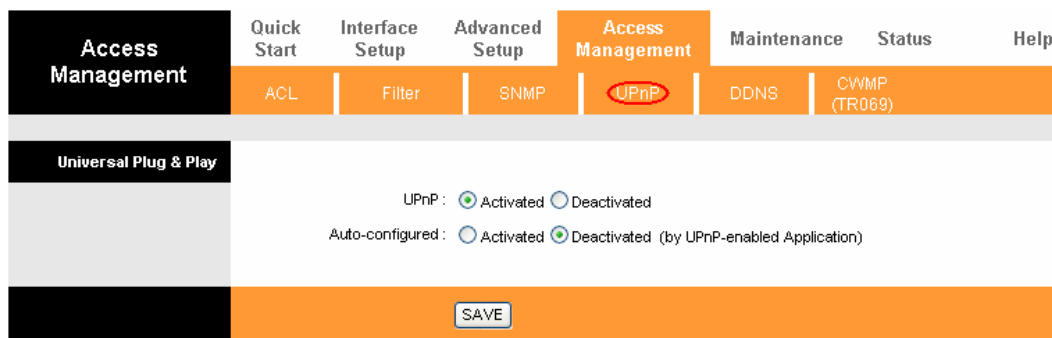 Access Management
Quick Start
Interface Setup
Advanced Setup
Access Management
Maintenance
Status
Help
ACL
Filter
SNMP
UPnP
DDNS
CWMP (TR069)
Universal Plug & Play
UPnP : Activated Deactivated
Auto-configured : Activated Deactivated (by UPnP-enabled Application)
SAVE